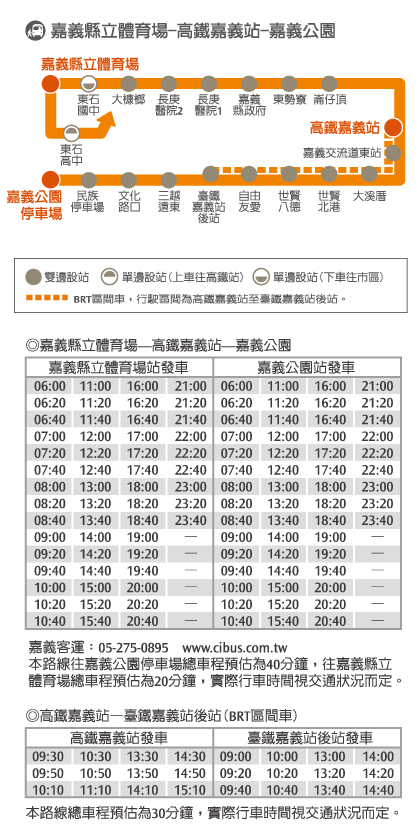 嘉義縣立體育場-高鐵嘉義站-嘉義公園
嘉義縣立體育場
東石國中 大槺榔 長庚醫院2 長庚醫院1 嘉義縣政府 東勢寮 崙仔頂
東石高中
高鐵嘉義站
嘉義交流道東站
嘉義公園停車場 民族停車場 文化路口 三越遠東 臺鐵嘉義站後站 自由友愛 世賢八德 世賢北港 大溪厝
雙邊設站 單邊設站(上車往高鐵站) 單邊設站(下車往市區)
BRT區間車，行駛區間為高鐵嘉義站至臺鐵嘉義站後站。
◎嘉義縣立體育場—高鐵嘉義站—嘉義公園
嘉義縣立體育場站發車 嘉義公園站發車
06:00 11:00 16:00 21:00 06:00 11:00 16:00 21:00
06:20 11:20 16:20 21:20 06:20 11:20 16:20 21:20
06:40 11:40 16:40 21:40 06:40 11:40 16:40 21:40
07:00 12:00 17:00 22:00 07:00 12:00 17:00 22:00
07:20 12:20 17:20 22:20 07:20 12:20 17:20 22:20
07:40 12:40 17:40 22:40 07:40 12:40 17:40 22:40
08:00 13:00 18:00 23:00 08:00 13:00 18:00 23:00
08:20 13:20 18:20 23:20 08:20 13:20 18:20 23:20
08:40 13:40 18:40 23:40 08:40 13:40 18:40 23:40
09:00 14:00 19:00 — 09:00 14:00 19:00 —
09:20 14:20 19:20 — 09:20 14:20 19:20 —
09:40 14:40 19:40 — 09:40 14:40 19:40 —
10:00 15:00 20:00 — 10:00 15:00 20:00 —
10:20 15:20 20:20 — 10:20 15:20 20:20 —
10:40 15:40 20:40 — 10:40 15:40 20:40 —
嘉義客運：05-275-0895 www.cibus.com.tw
本路線往嘉義公園停車場總車程預估為40分鐘，往嘉義縣立
體育場總車程預估為20分鐘，實際行車時間視交通狀況而定。
◎高鐵嘉義站—臺鐵嘉義站後站(BRT區間車)
高鐵嘉義站發車 臺鐵嘉義站後站發車
09:30 10:30 13:30 14:30 09:00 10:00 13:00 14:00
09:50 10:50 13:50 14:50 09:20 10:20 13:20 14:20
10:10 11:10 14:10 15:10 09:40 10:40 13:40 14:40
本路線總車程預估為30分鐘，實際行車時間視交通狀況而定。